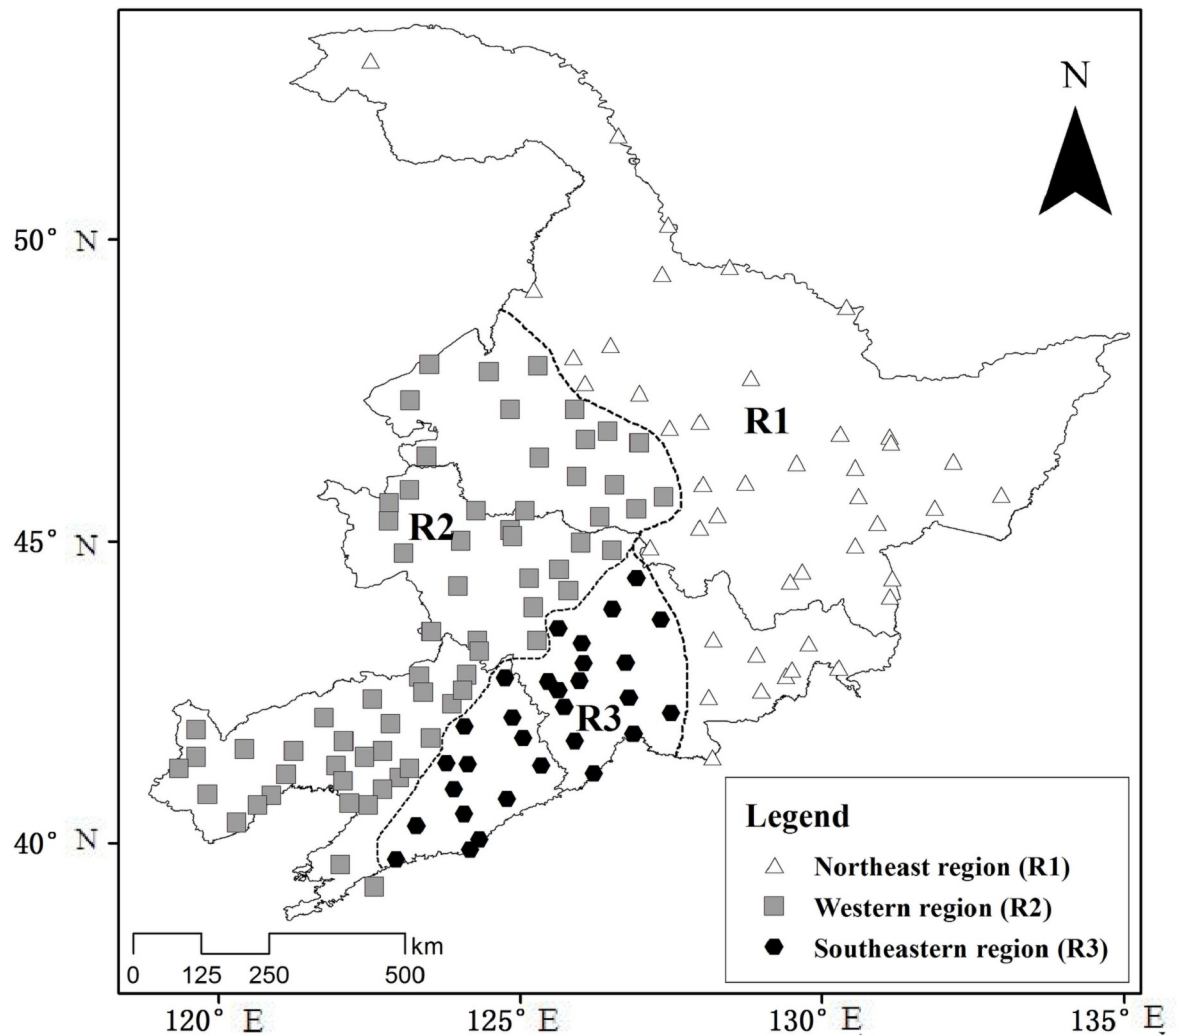 N
50° N
R1
R2
45° N
R3
Legend
Northeast region (R1)
40° N
Western region (R2)
Southeastern region (R3)
km
0 125 250 500
120° E 125° E 130° E 135° E